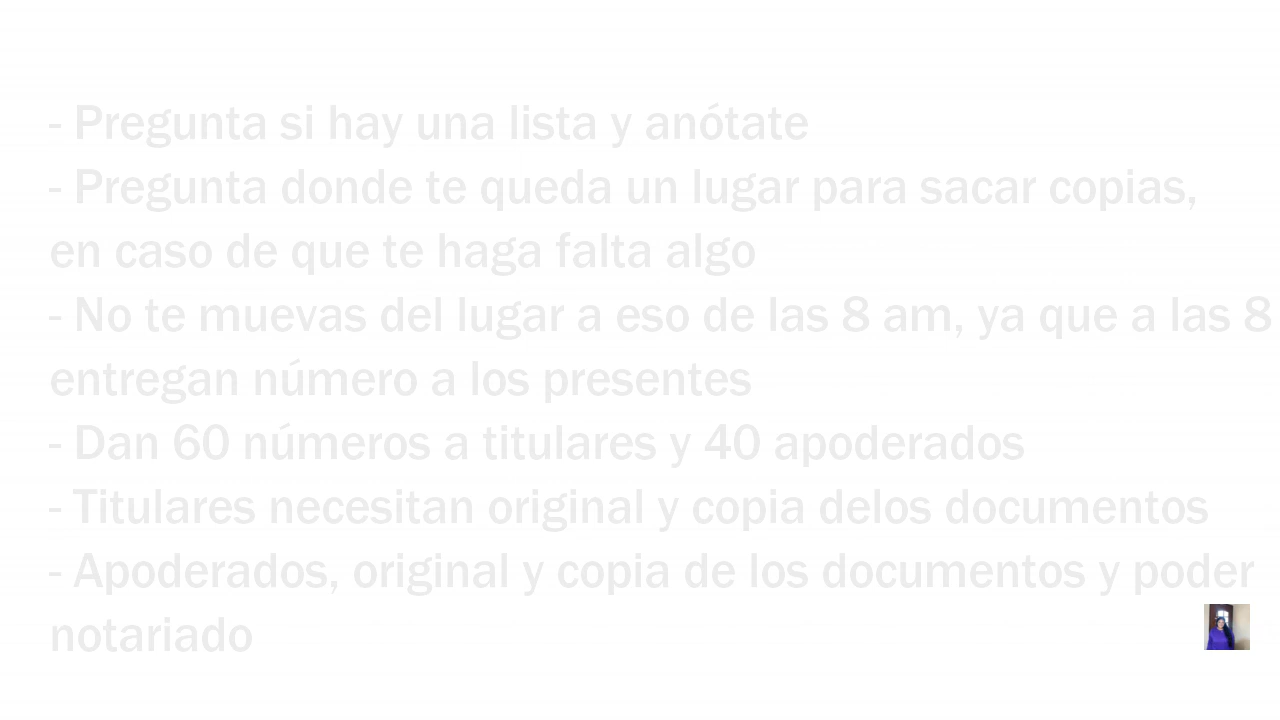 - Pregunta si hay una lista y anótate
- Pregunta donde te queda un lugar para sacar copias,
en caso de que te haga falta algo
- No te muevas del lugar a eso de las 8 am, ya que a las 8
entregan número a los presentes
- Dan 60 números a titulares y 40 apoderados
- Titulares necesitan original y copia delos documentos
- Apoderados, original y copia de los documentos y poder
notariado